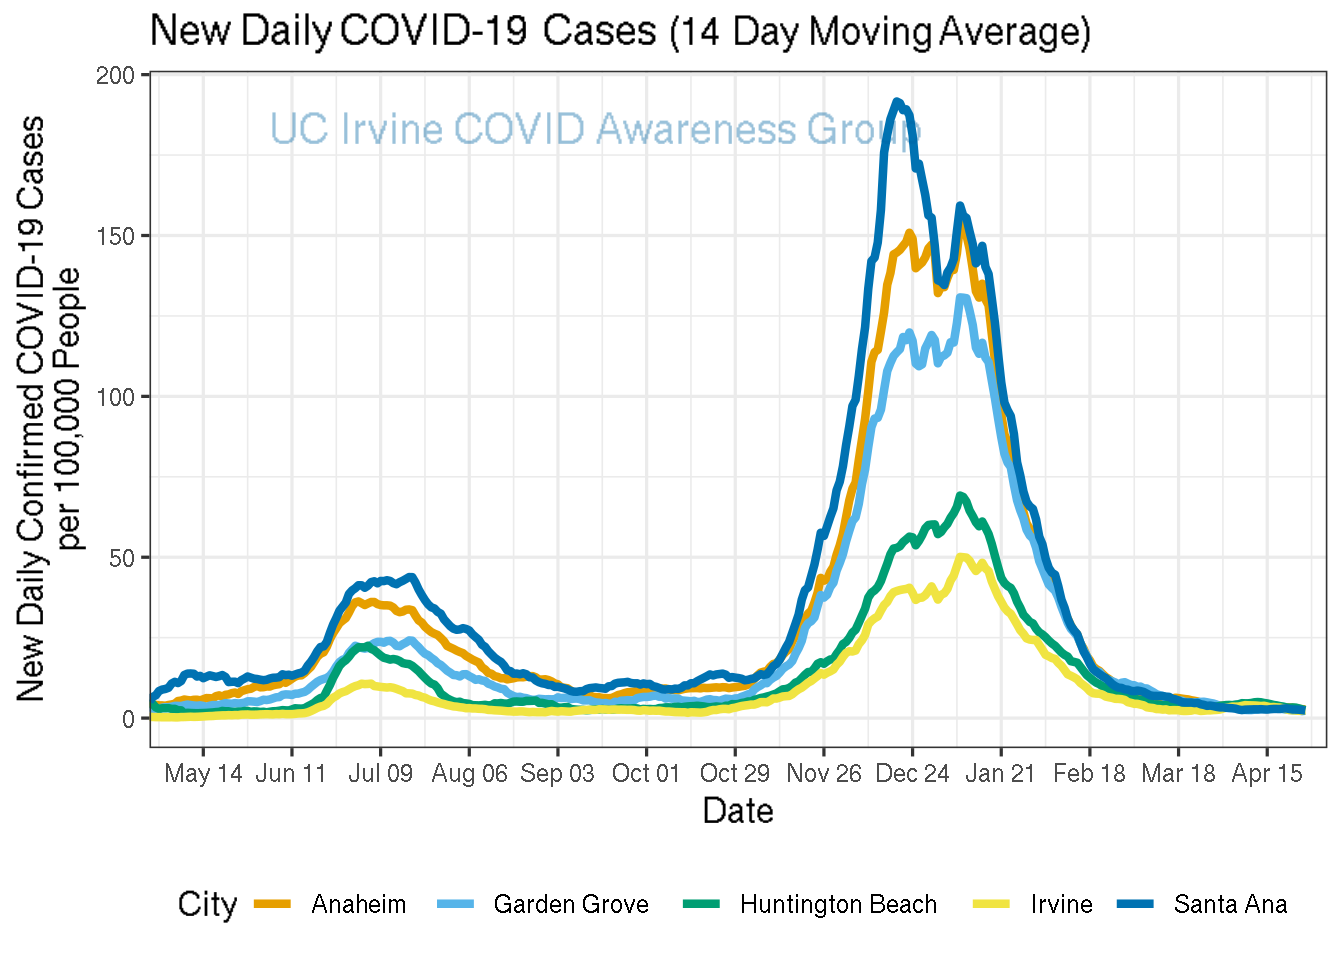 New Daily COVID-19 Cases (14 Day Moving Average)
UC Irvine COVID Awareness Group
New Daily Confirmed COVID-19 Cases
per 100,000 People
200
150
100
50
0
May 14 Jun 11 Jul 09 Aug 06 Sep 03 Oct 01 Oct 29 Nov 26 Dec 24 Jan 21 Feb 18 Mar 18 Apr 15
Date
City Anaheim Garden Grove Huntington Beach Irvine Santa Ana